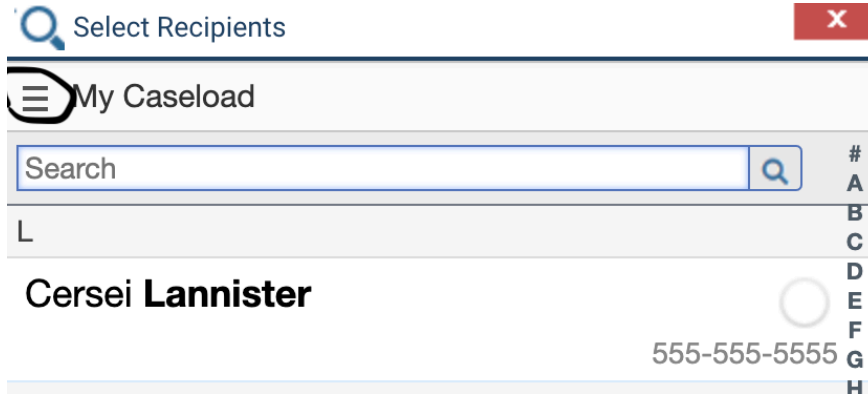 Select Recipients
X
My Caseload
Search
#
A
B
C
D
E
F
G
H
L
Cersei Lannister
555-555-5555